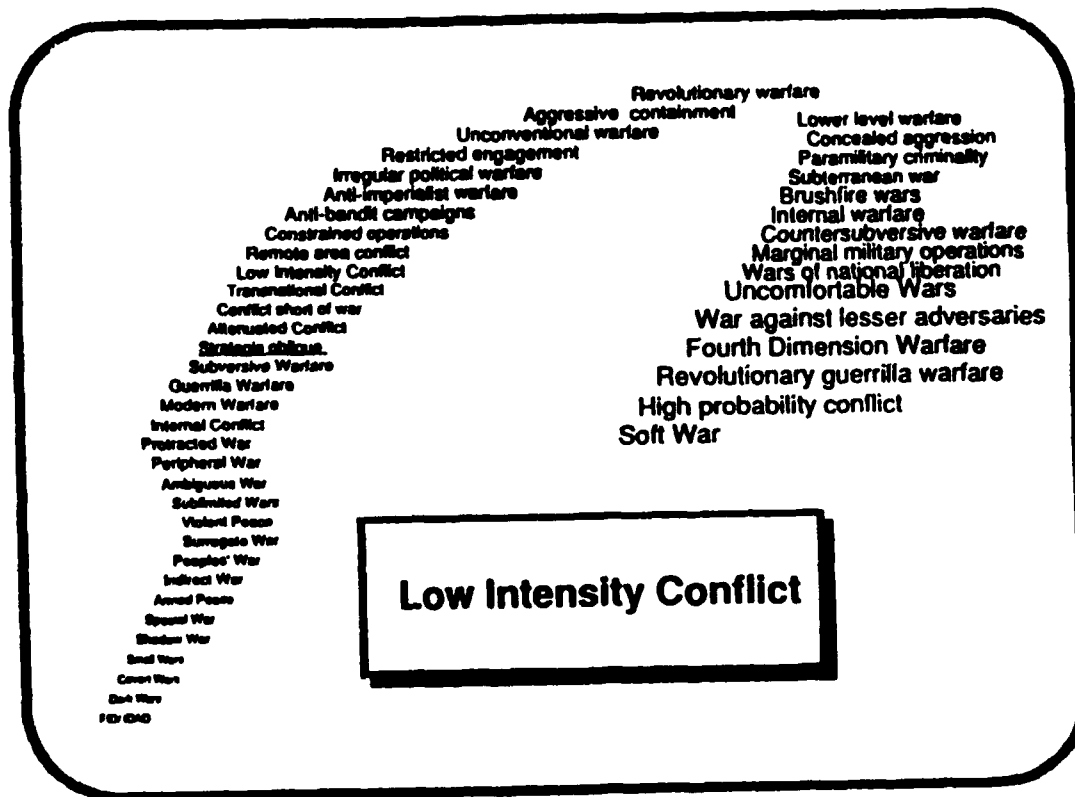 Revolutionary warfare
Aggressive containment
Unconventional warfare
Restricted engagement
Irregular political warfare
Anti-imperialist warfare
Anti-bandit campaigns
Constrained operations
Remote area conflict
Low Intensity Conflict
Transnational Conflict
Conflict short of war
Attenuated Conflict
Strategie oblique
Subversive Warfare
Guerrilla Warfare
Modern Warfare
Internal Conflict
Protracted War
Peripheral War
Ambiguous War
Sublimited Wars
Violent Peace
Surrogate War
Peoples' War
Indirect War
Armed Peace
Special War
Shadow War
Small Wars
Covert Wars
Dark Wars
Lower level warfare
Concealed aggression
Paramilitary criminality
Subterranean war
Brushfire wars
Internal warfare
Countersubversive warfare
Marginal military operations
Wars of national liberation
Uncomfortable Wars
War against lesser adversaries
Fourth Dimension Warfare
Revolutionary guerrilla warfare
High probability conflict
Soft War
Low Intensity Conflict